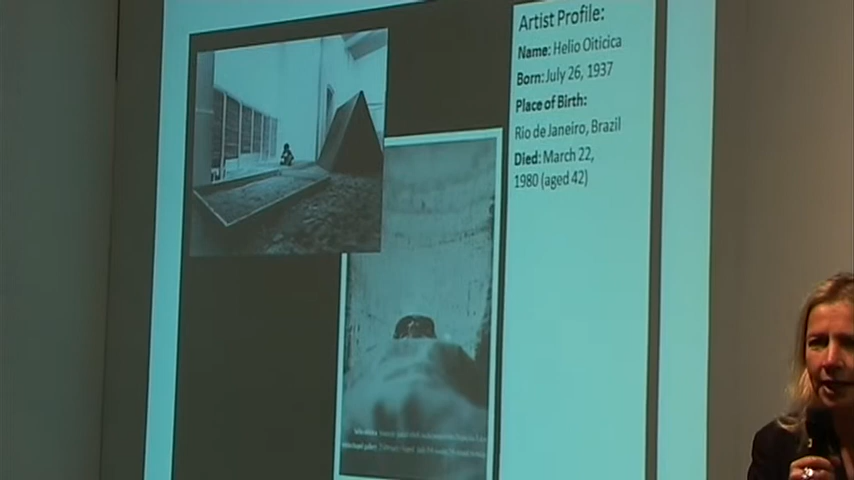 Artist Profile:
Name: Helio Oiticica
Born: July 26, 1937
Place of Birth:
Rio de Janeiro, Brazil
Died: March 22,
1980 (aged 42)